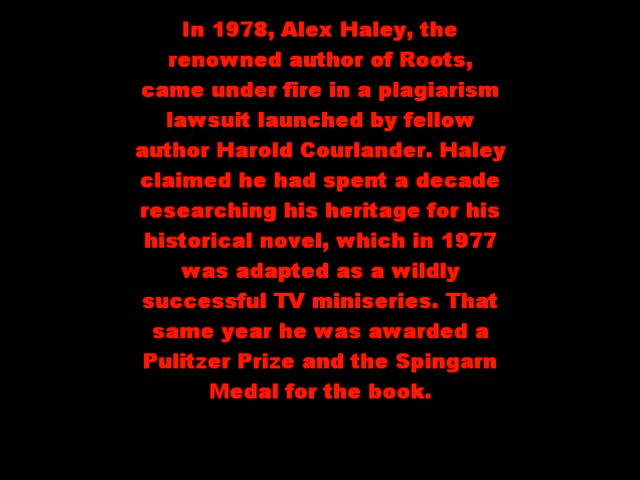 In 1978, Alex Haley, the
renowned author of Roots,
came under fire in a plagiarism
lawsuit launched by fellow
author Harold Courlander. Haley
claimed he had spent a decade
researching his heritage for his
historical novel, which in 1977
was adapted as a wildly
successful TV miniseries. That
same year he was awarded a
Pulitzer Prize and the Spingarn
Medal for the book.